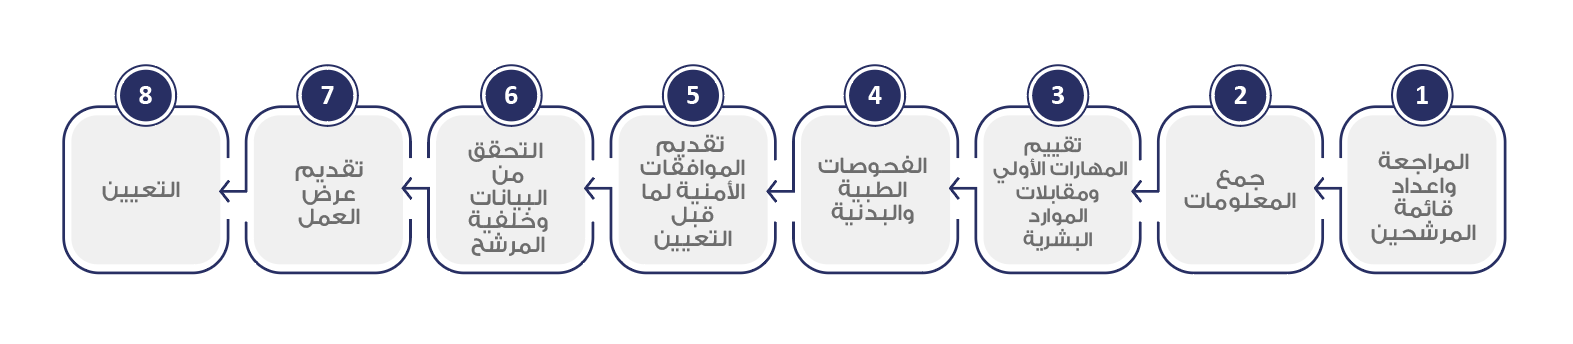 1
المراجعة
واعداد
قائمة
المرشحين
2
جمع
المعلومات
3
تقييم
المهارات الأولي
ومقابلات
الموارد
البشرية
4
الفحوصات
الطبية
والبدنية
5
تقديم
الموافقات
الأمنية لما
قبل
التعيين
6
التحقق
من
البيانات
وخلفية
المرشح
7
تقديم
عرض
العمل
8
التعيين